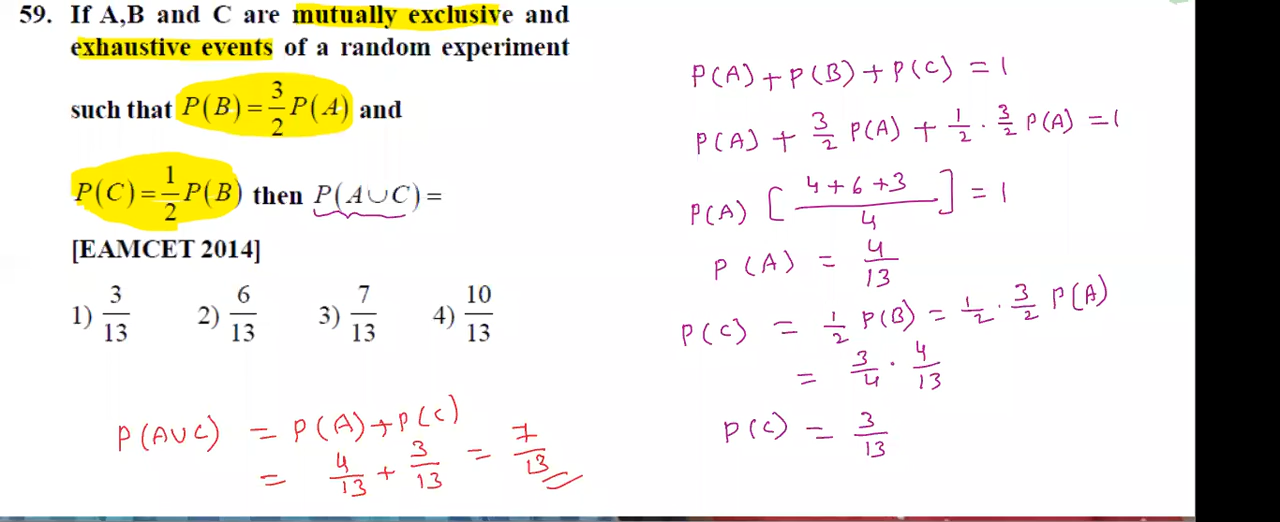 59. If A,B and C are mutually exclusive and
exhaustive events of a random experiment
such that P(B) = 3/2 P(A) and
P(C) = 1/2 P(B) then P(A∪C) =
[EAMCET 2014]
1) 3/13 2) 6/13 3) 7/13 4) 10/13
P(A∪C) = P(A)+P(C)
= 4/13 + 3/13 = 7/13
P(A)+P(B)+P(C) = 1
P(A) + 3/2 P(A) + 1/2 · 3/2 P(A) = 1
P(A) [ (4+6+3)/4 ] = 1
P(A) = 4/13
P(C) = 1/2 P(B) = 1/2 · 3/2 P(A)
= 3/4 · 4/13
P(C) = 3/13